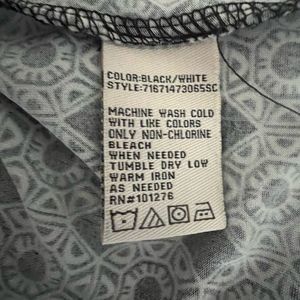 COLOR:BLACK/WHITE
STYLE:71671473065SC
MACHINE WASH COLD
WITH LIKE COLORS
ONLY NON-CHLORINE
BLEACH
WHEN NEEDED
TUMBLE DRY LOW
WARM IRON
AS NEEDED
RN#101276